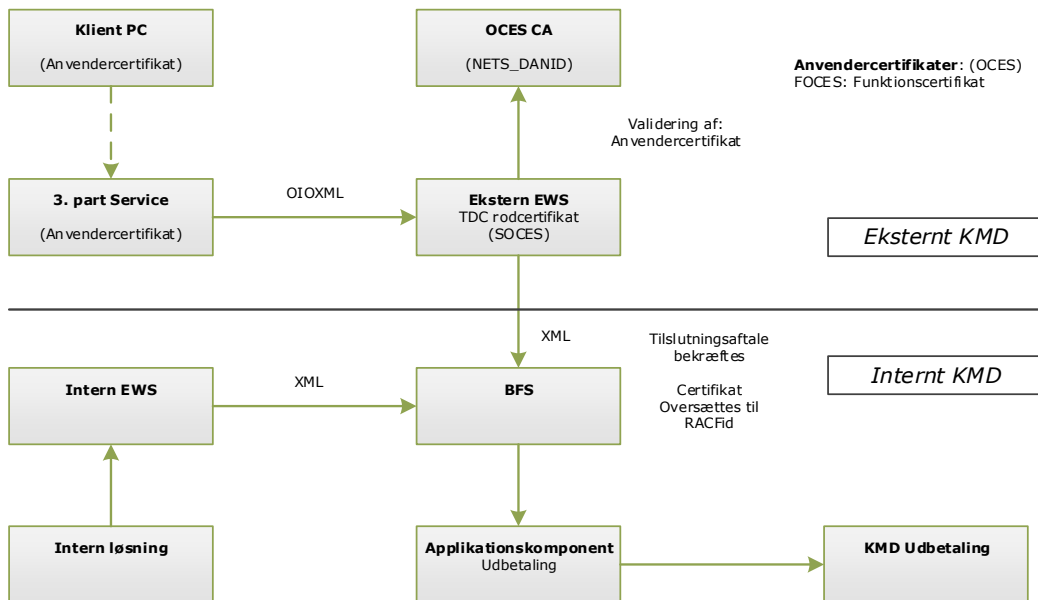 Klient PC
(Anvendercertifikat)
OCES CA
(NETS_DANID)
Anvendercertifikater: (OCES)
FOCES: Funktionscertifikat
Validering af:
Anvendercertifikat
3. part Service
(Anvendercertifikat)
OIOXML
Ekstern EWS
TDC rodcertifikat
(SOCES)
Eksternt KMD
XML
Tilslutningsaftale
bekræftes
Internt KMD
Intern EWS
XML
BFS
Certifikat
Oversættes til
RACFid
Intern løsning
Applikationskomponent
Udbetaling
KMD Udbetaling